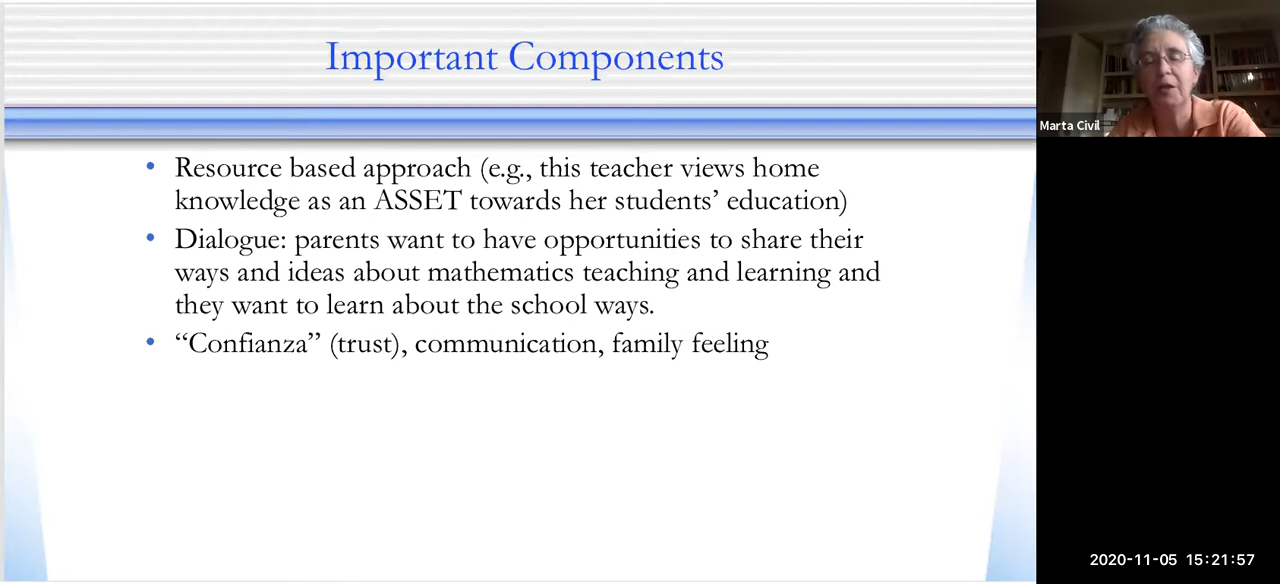 Important Components
• Resource based approach (e.g., this teacher views home
knowledge as an ASSET towards her students’ education)
• Dialogue: parents want to have opportunities to share their
ways and ideas about mathematics teaching and learning and
they want to learn about the school ways.
• “Confianza” (trust), communication, family feeling
Marta Civil
2020-11-05 15:21:57